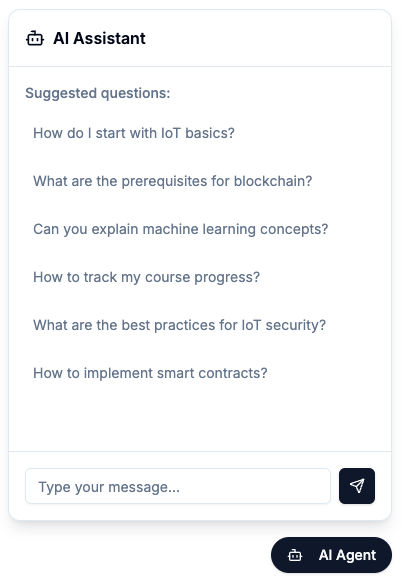 AI Assistant
Suggested questions:
How do I start with IoT basics?
What are the prerequisites for blockchain?
Can you explain machine learning concepts?
How to track my course progress?
What are the best practices for IoT security?
How to implement smart contracts?
Type your message...
AI Agent